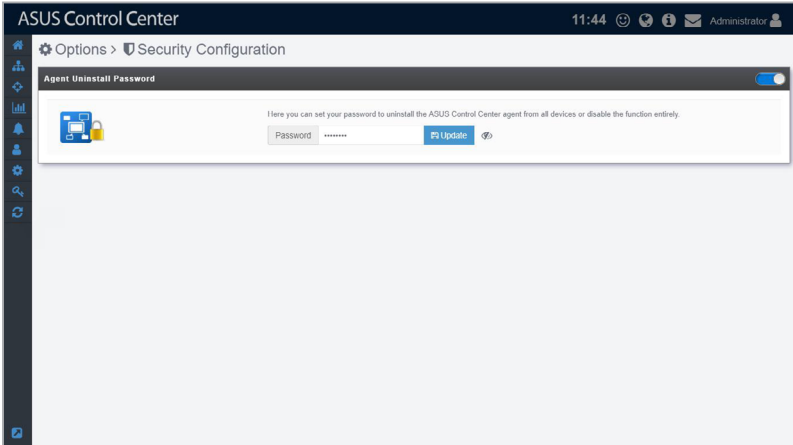 ASUS Control Center
11:44
Administrator
Options > Security Configuration
Agent Uninstall Password
Here you can set your password to uninstall the ASUS Control Center agent from all devices or disable the function entirely.
Password ········ Update